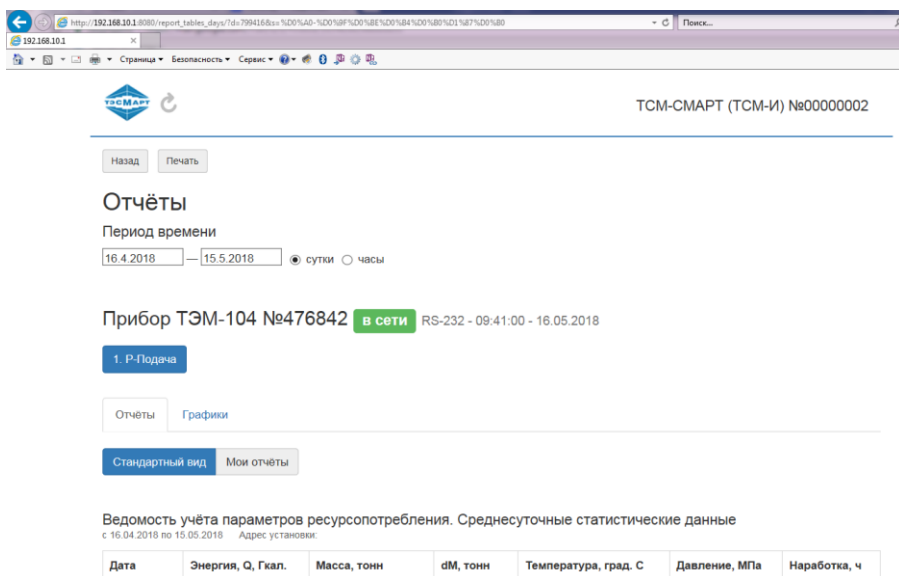 http://192.168.10.1:8080/report_tables_days/?d=799416&s=%D0%A0-%D0%9F%D0%BE%D0%B4%D0%B0%D1%87%D0%B0
Поиск...
192.168.10.1
Страница Безопасность Сервис
ТЭСМАРТ
ТСМ-СМАРТ (ТСМ-И) №00000002
Назад Печать
Отчёты
Период времени
16.4.2018 — 15.5.2018 сутки часы
Прибор ТЭМ-104 №476842 в сети RS-232 - 09:41:00 - 16.05.2018
1. Р-Подача
Отчёты Графики
Стандартный вид Мои отчёты
Ведомость учёта параметров ресурсопотребления. Среднесуточные статистические данные
с 16.04.2018 по 15.05.2018 Адрес установки:
Дата Энергия, Q, Гкал. Масса, тонн dM, тонн Температура, град. С Давление, МПа Наработка, ч